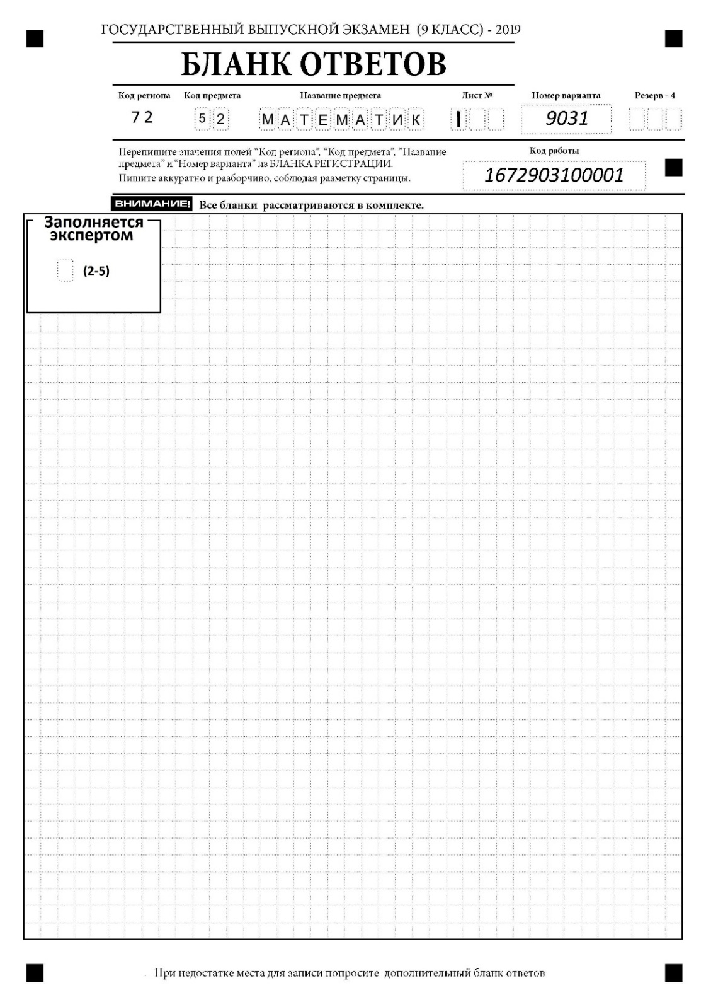 ГОСУДАРСТВЕННЫЙ ВЫПУСКНОЙ ЭКЗАМЕН (9 КЛАСС) - 2019
БЛАНК ОТВЕТОВ
Код региона Код предмета Название предмета Лист № Номер варианта Резерв - 4
72 52 МАТЕМАТИК 1 9031
Перепишите значения полей “Код региона”, “Код предмета”, ”Название
предмета” и “Номер варианта” из БЛАНКА РЕГИСТРАЦИИ.
Пишите аккуратно и разборчиво, соблюдая разметку страницы.
Код работы
1672903100001
ВНИМАНИЕ! Все бланки рассматриваются в комплекте.
Заполняется
экспертом
(2-5)
При недостатке места для записи попросите дополнительный бланк ответов